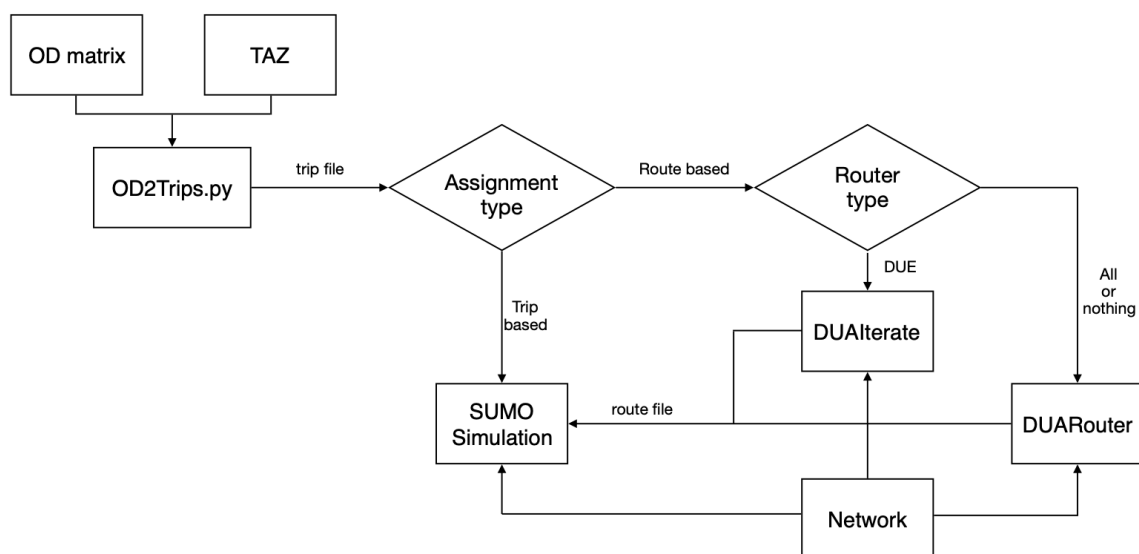 OD matrix
TAZ
OD2Trips.py
trip file
Assignment
type
Route based
Router
type
DUE
All
or
nothing
Trip
based
DUAIterate
SUMO
Simulation
route file
DUARouter
Network